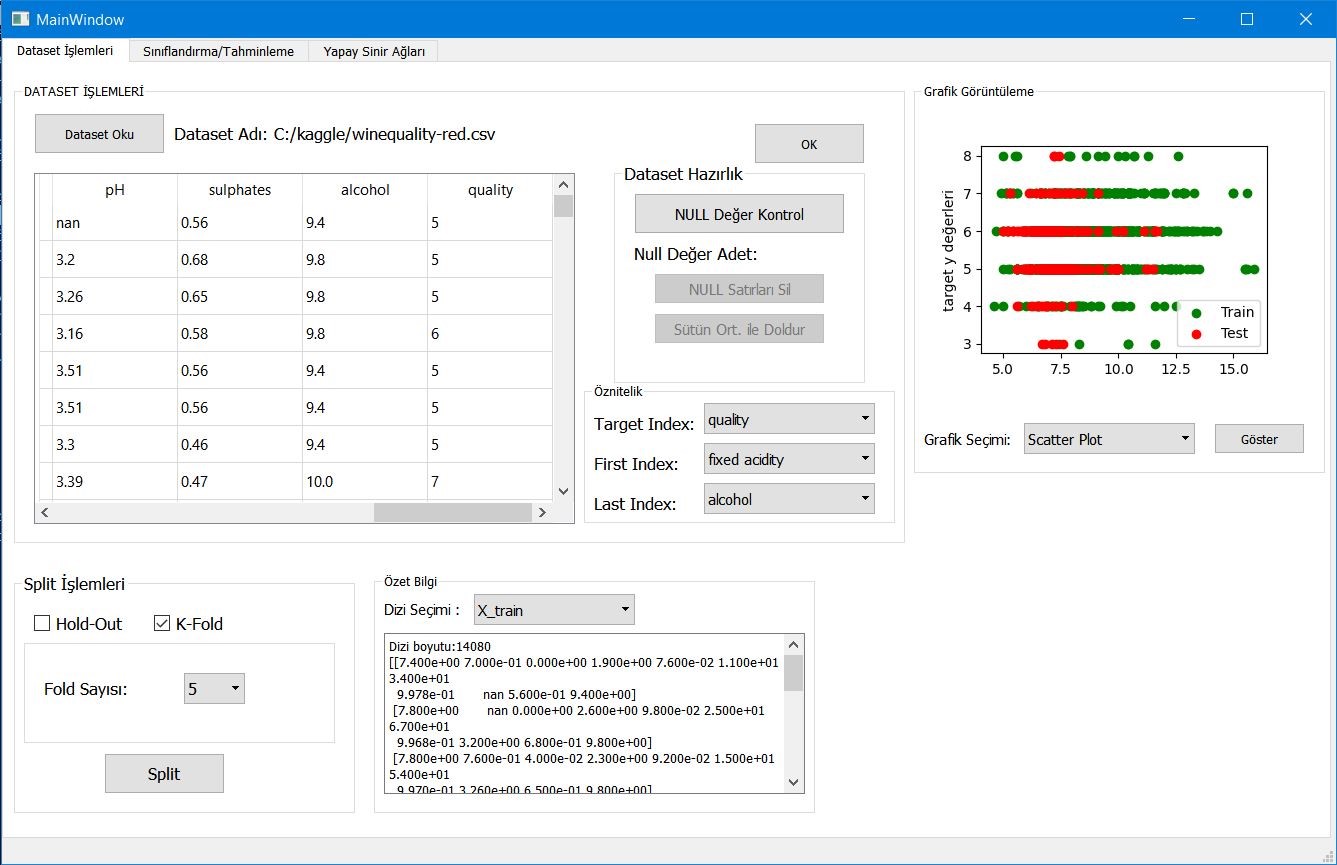 MainWindow
Dataset İşlemleri
Sınıflandırma/Tahminleme
Yapay Sinir Ağları
DATASET İŞLEMLERİ
Dataset Oku
Dataset Adı: C:/kaggle/winequality-red.csv
OK
pH sulphates alcohol quality
nan 0.56 9.4 5
3.2 0.68 9.8 5
3.26 0.65 9.8 5
3.16 0.58 9.8 6
3.51 0.56 9.4 5
3.51 0.56 9.4 5
3.3 0.46 9.4 5
3.39 0.47 10.0 7
Dataset Hazırlık
NULL Değer Kontrol
Null Değer Adet:
NULL Satırları Sil
Sütün Ort. ile Doldur
Öznitelik
Target Index: quality
First Index: fixed acidity
Last Index: alcohol
Grafik Görüntüleme
target y değerleri
8
7
6
5
4
3
5.0 7.5 10.0 12.5 15.0
Train
Test
Grafik Seçimi: Scatter Plot
Göster
Split İşlemleri
Hold-Out
K-Fold
Fold Sayısı: 5
Split
Özet Bilgi
Dizi Seçimi : X_train
Dizi boyutu:14080
[[7.400e+00 7.000e-01 0.000e+00 1.900e+00 7.600e-02 1.100e+01
3.400e+01
9.978e-01 nan 5.600e-01 9.400e+00]
[7.800e+00 nan 0.000e+00 2.600e+00 9.800e-02 2.500e+01
6.700e+01
9.968e-01 3.200e+00 6.800e-01 9.800e+00]
[7.800e+00 7.600e-01 4.000e-02 2.300e+00 9.200e-02 1.500e+01
5.400e+01
9.970e-01 3.260e+00 6.500e-01 9.800e+00]